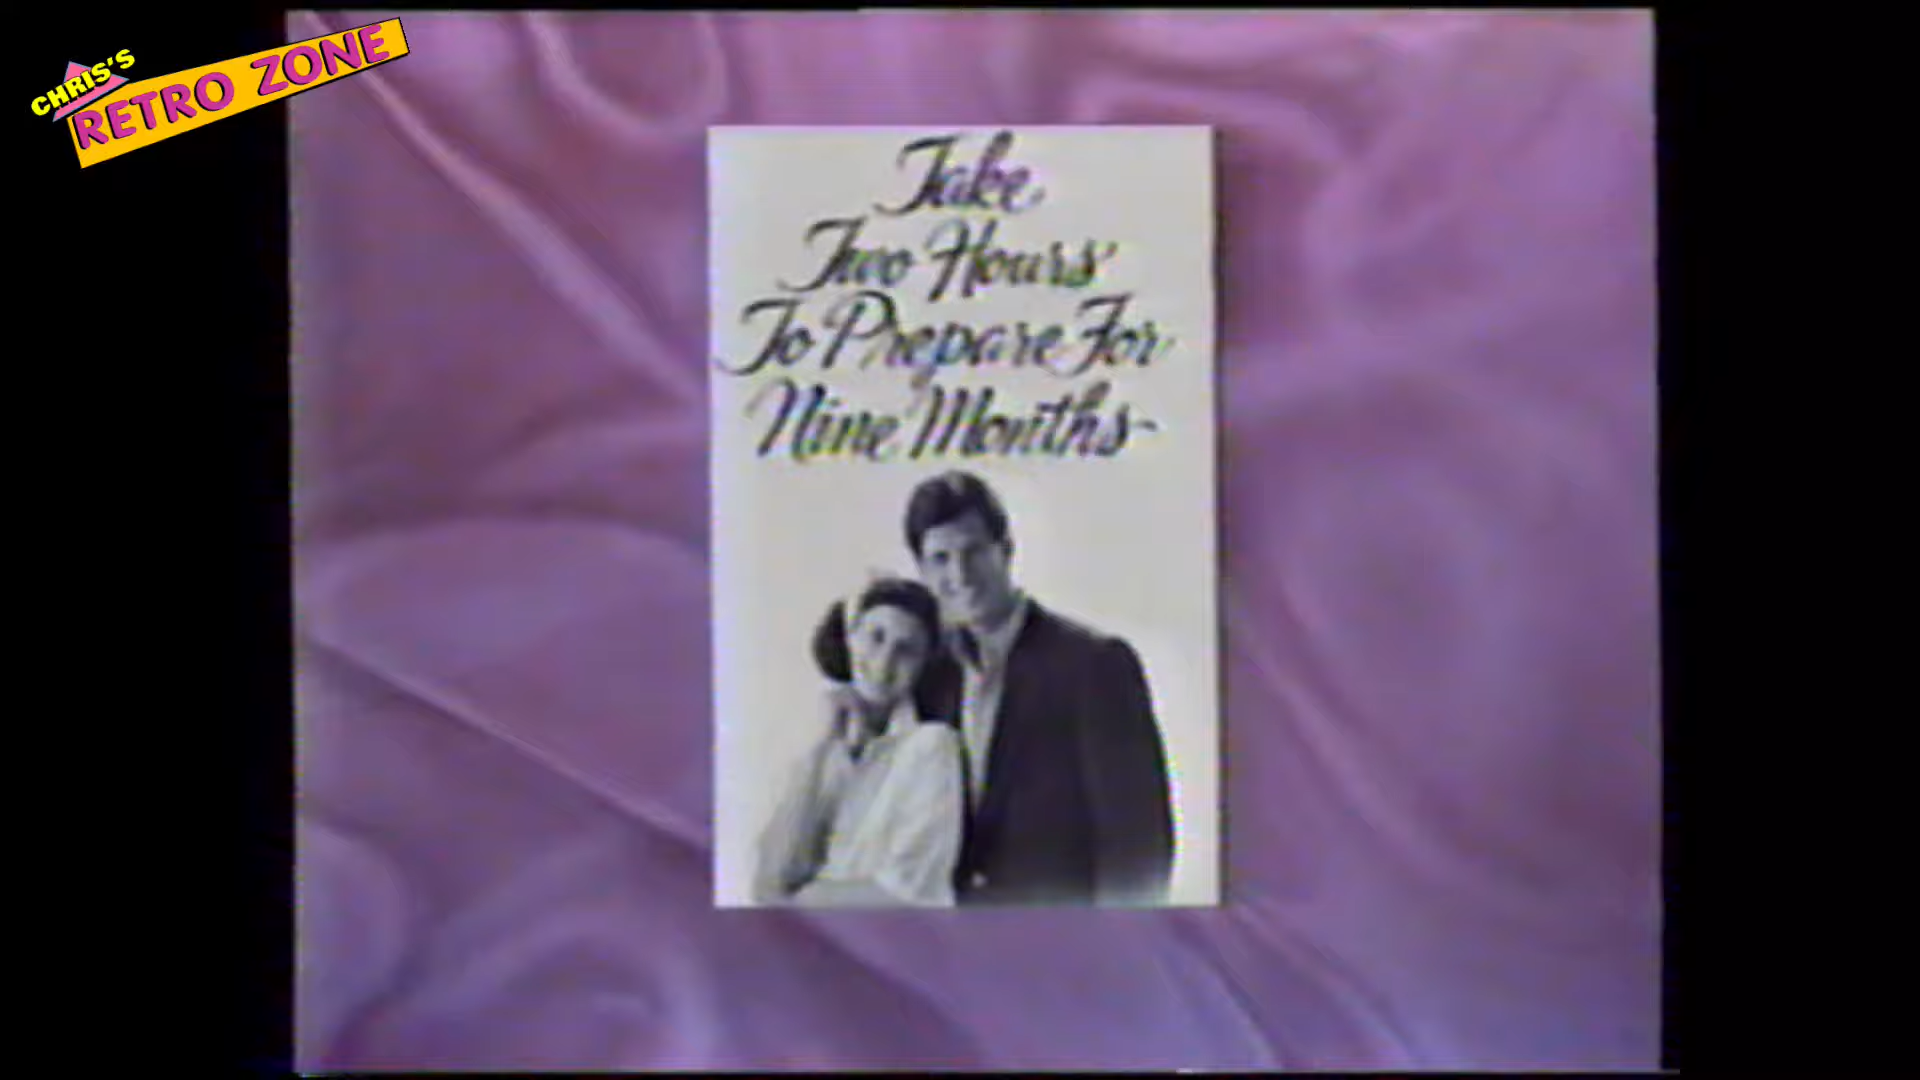 CHRIS'S
RETRO ZONE
Take
Two Hours
To Prepare For
Nine Months